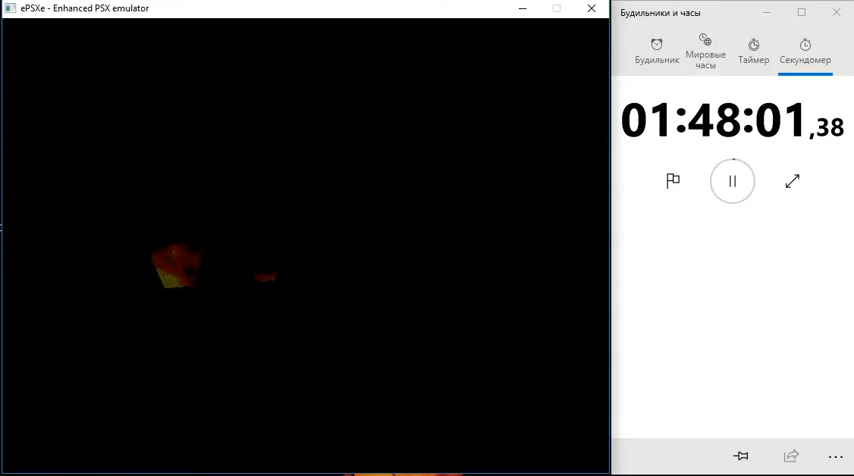 ePSXe - Enhanced PSX emulator
Будильники и часы
Будильник
Мировые
часы
Таймер
Секундомер
01:48:01,38